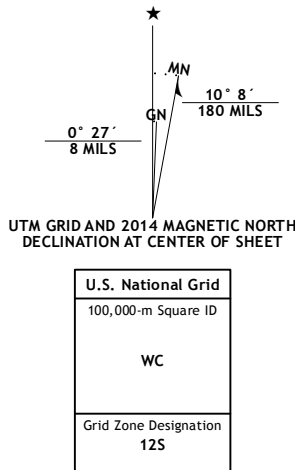 ★
MN
GN
10° 8´
180 MILS
0° 27´
8 MILS
UTM GRID AND 2014 MAGNETIC NORTH
DECLINATION AT CENTER OF SHEET
U.S. National Grid
100,000-m Square ID
WC
Grid Zone Designation
12S